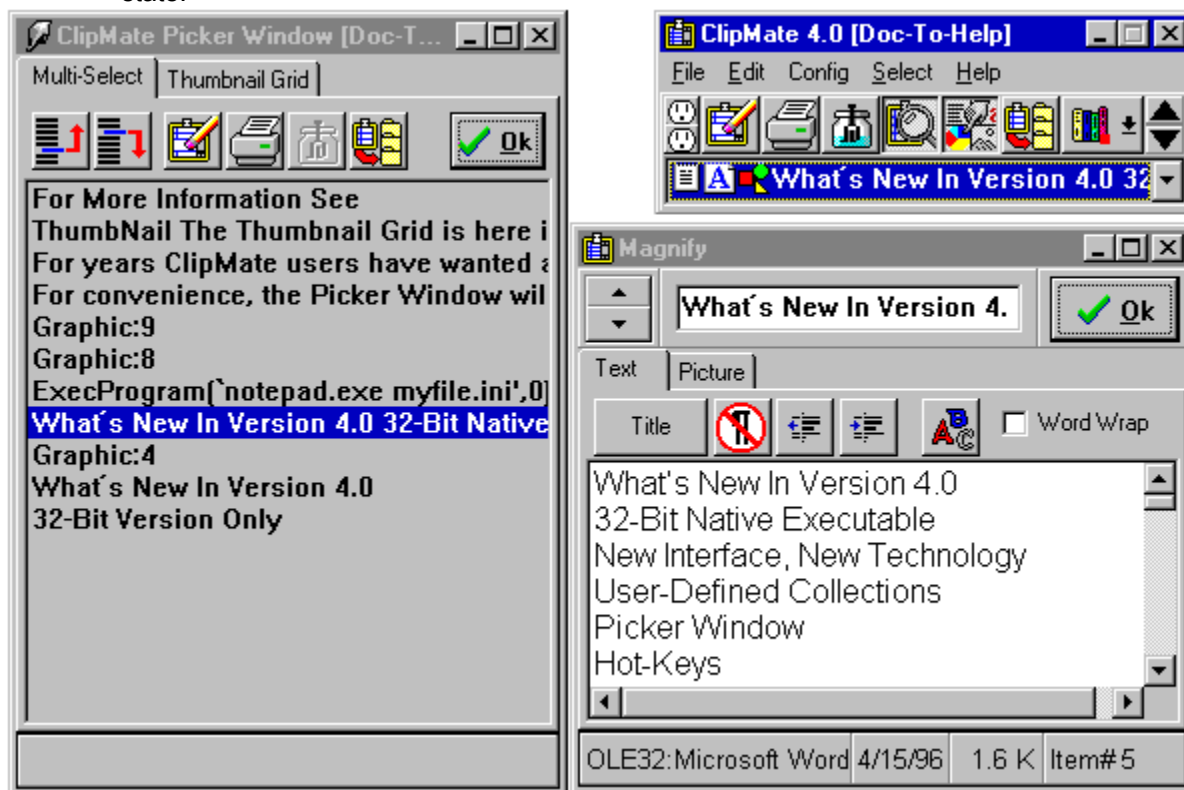 state.
ClipMate Picker Window [Doc-T...
Multi-Select
Thumbnail Grid
Ok
For More Information See
ThumbNail The Thumbnail Grid is here i
For years ClipMate users have wanted a
For convenience, the Picker Window wil
Graphic:9
Graphic:8
ExecProgram(`notepad.exe myfile.ini',0)
What´s New In Version 4.0 32-Bit Native
Graphic:4
What´s New In Version 4.0
32-Bit Version Only
ClipMate 4.0 [Doc-To-Help]
File Edit Config Select Help
A What´s New In Version 4.0 32
Magnify
What´s New In Version 4.
Ok
Text
Picture
Title
¶
A B C
Word Wrap
What's New In Version 4.0
32-Bit Native Executable
New Interface, New Technology
User-Defined Collections
Picker Window
Hot-Keys
OLE32:Microsoft Word 4/15/96 1.6 K Item# 5